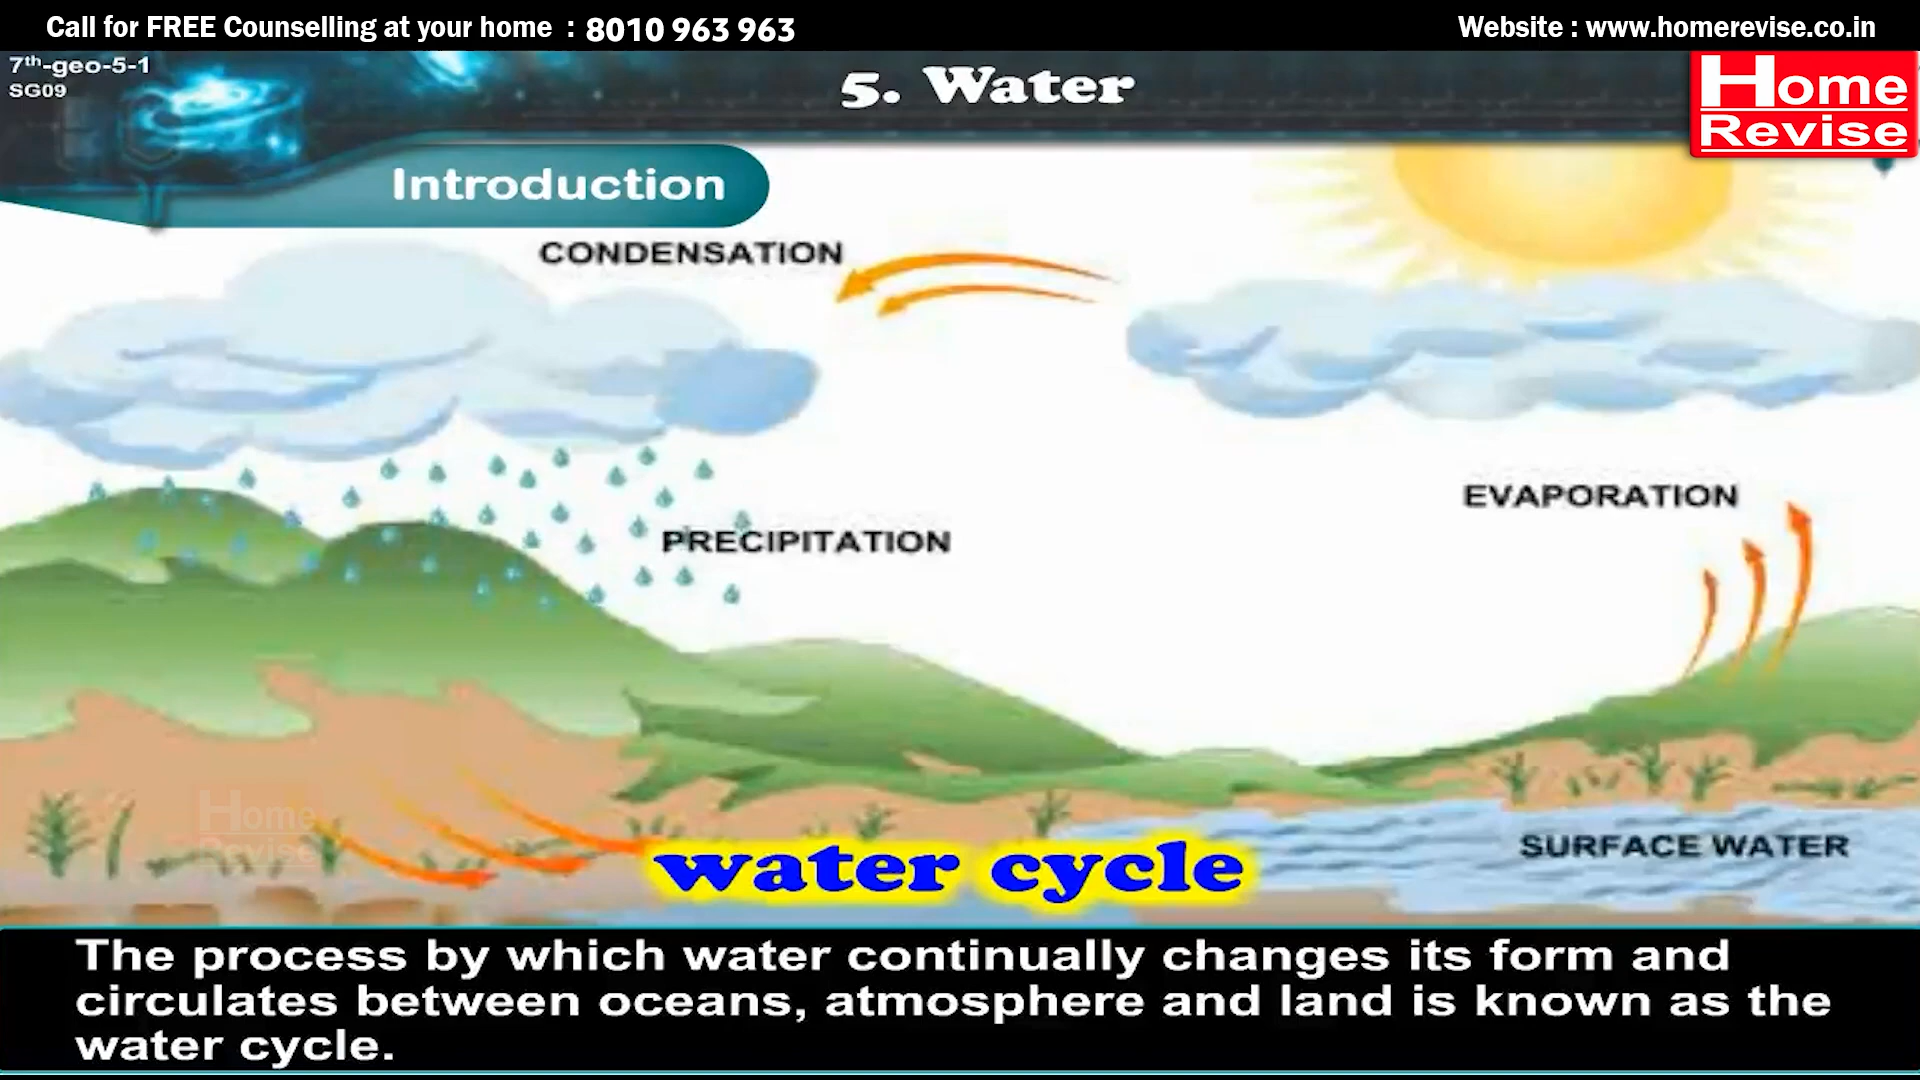 Call for FREE Counselling at your home : 8010 963 963
Website : www.homerevise.co.in
7th-geo-5-1
SG09
5. Water
Home
Revise
Introduction
CONDENSATION
PRECIPITATION
EVAPORATION
SURFACE WATER
Home
Revise
water cycle
The process by which water continually changes its form and
circulates between oceans, atmosphere and land is known as the
water cycle.